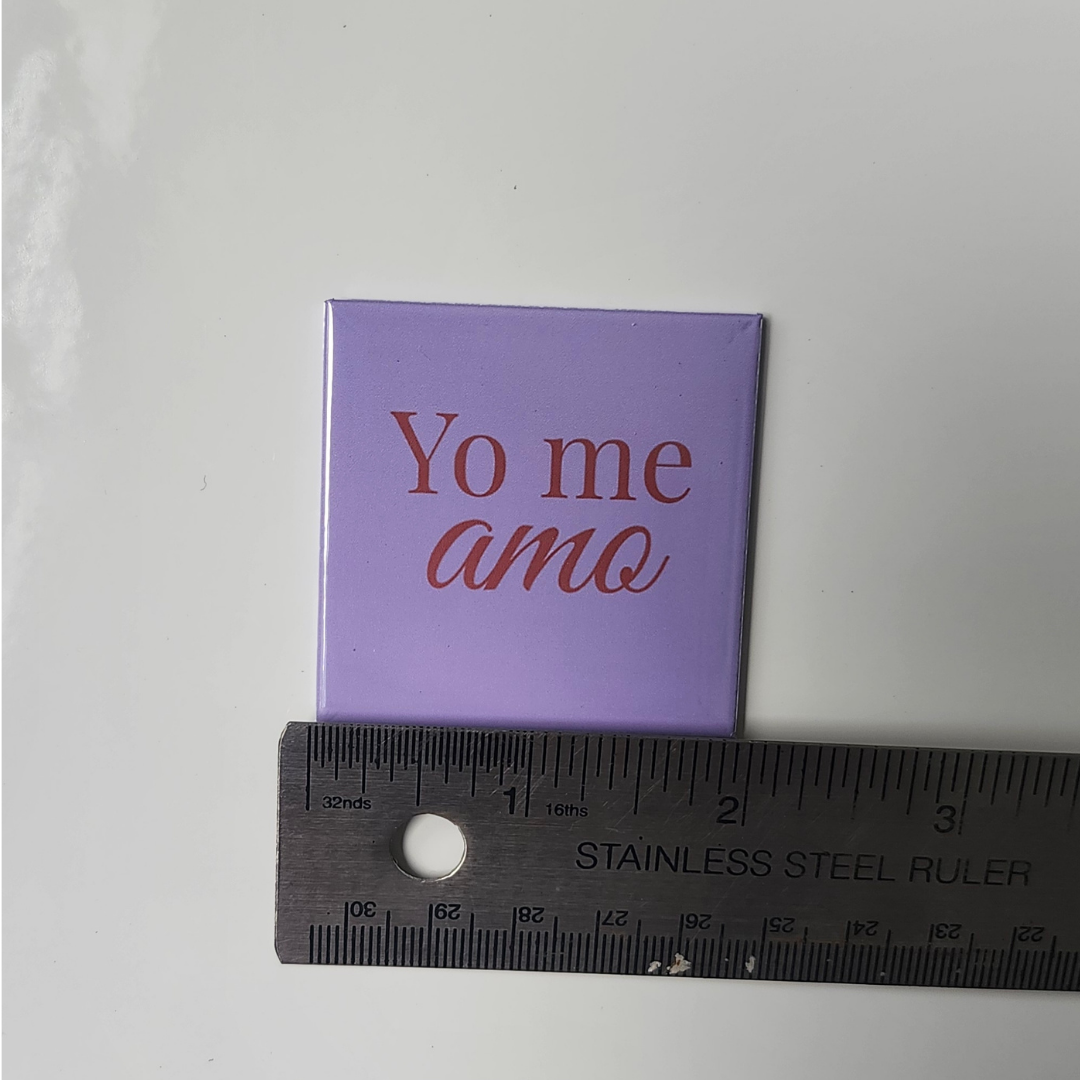 Yo me
amo
1 2 3
32nds 16ths
STAINLESS STEEL RULER
30 29 28 27 26 25 24 23 22